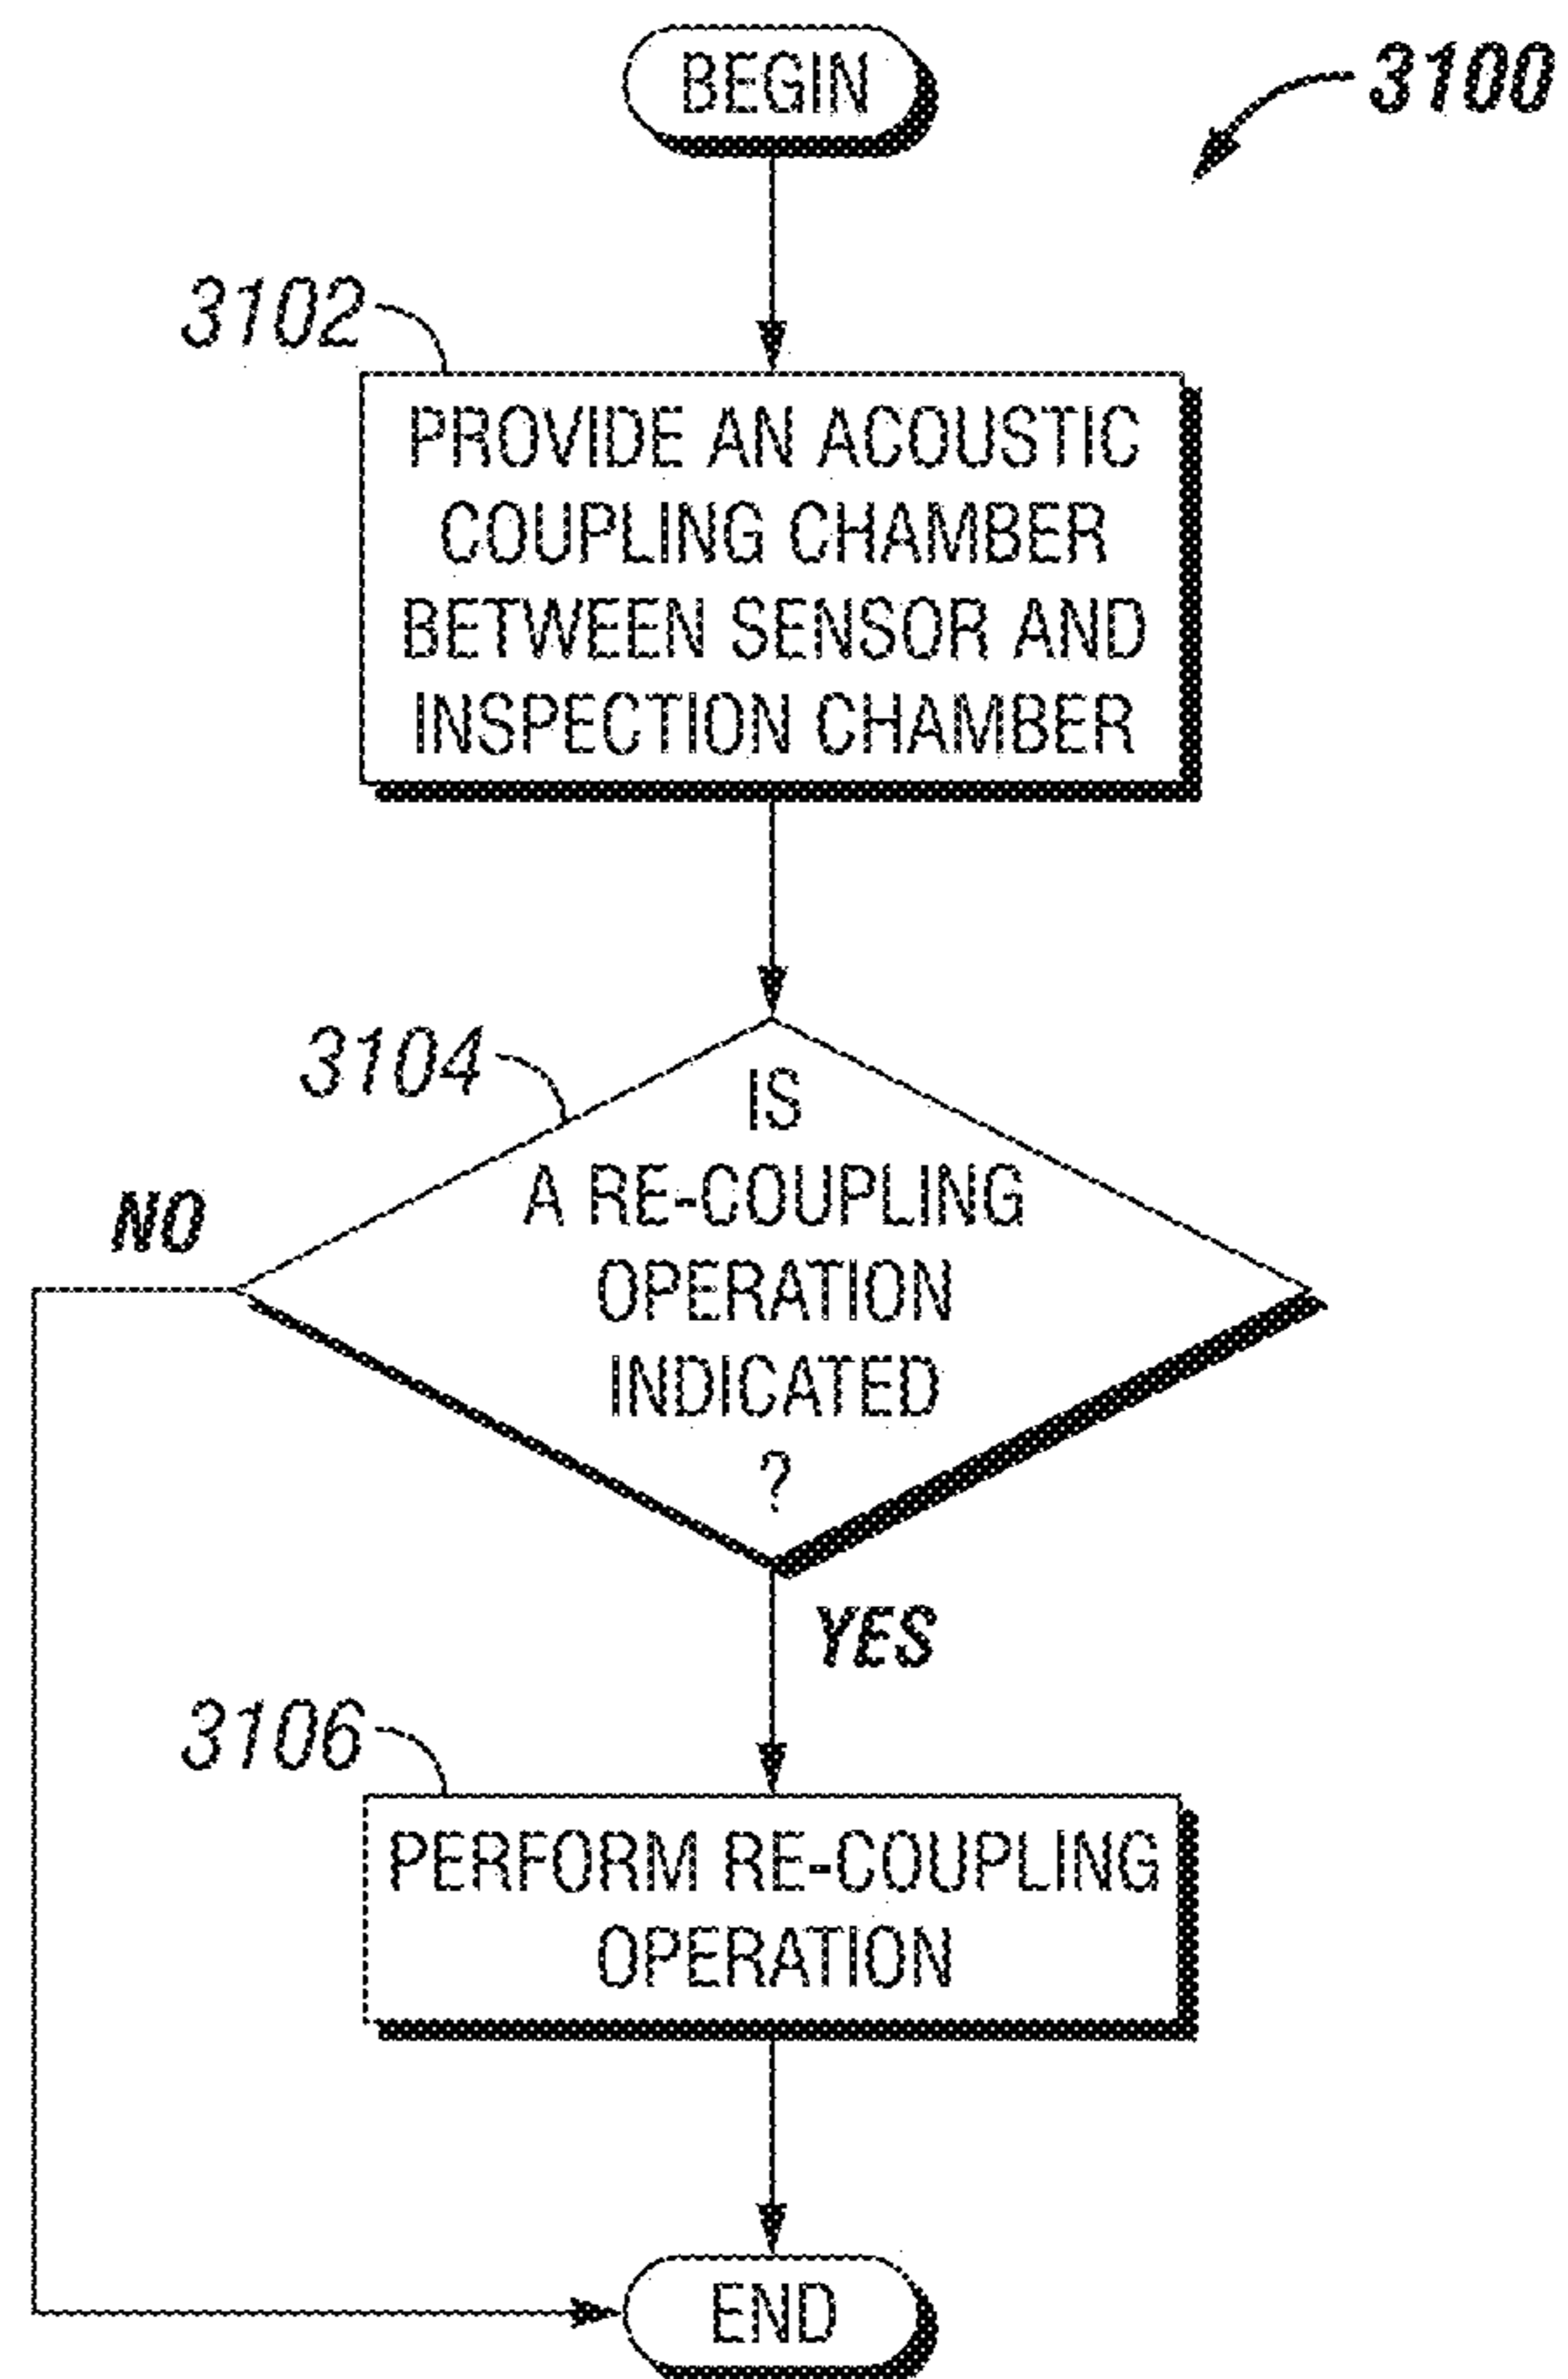 BEGIN
3100
3102
PROVIDE AN ACOUSTIC
COUPLING CHAMBER
BETWEEN SENSOR AND
INSPECTION CHAMBER
3104
IS
A RE-COUPLING
OPERATION
INDICATED
?
NO
YES
3106
PERFORM RE-COUPLING
OPERATION
END